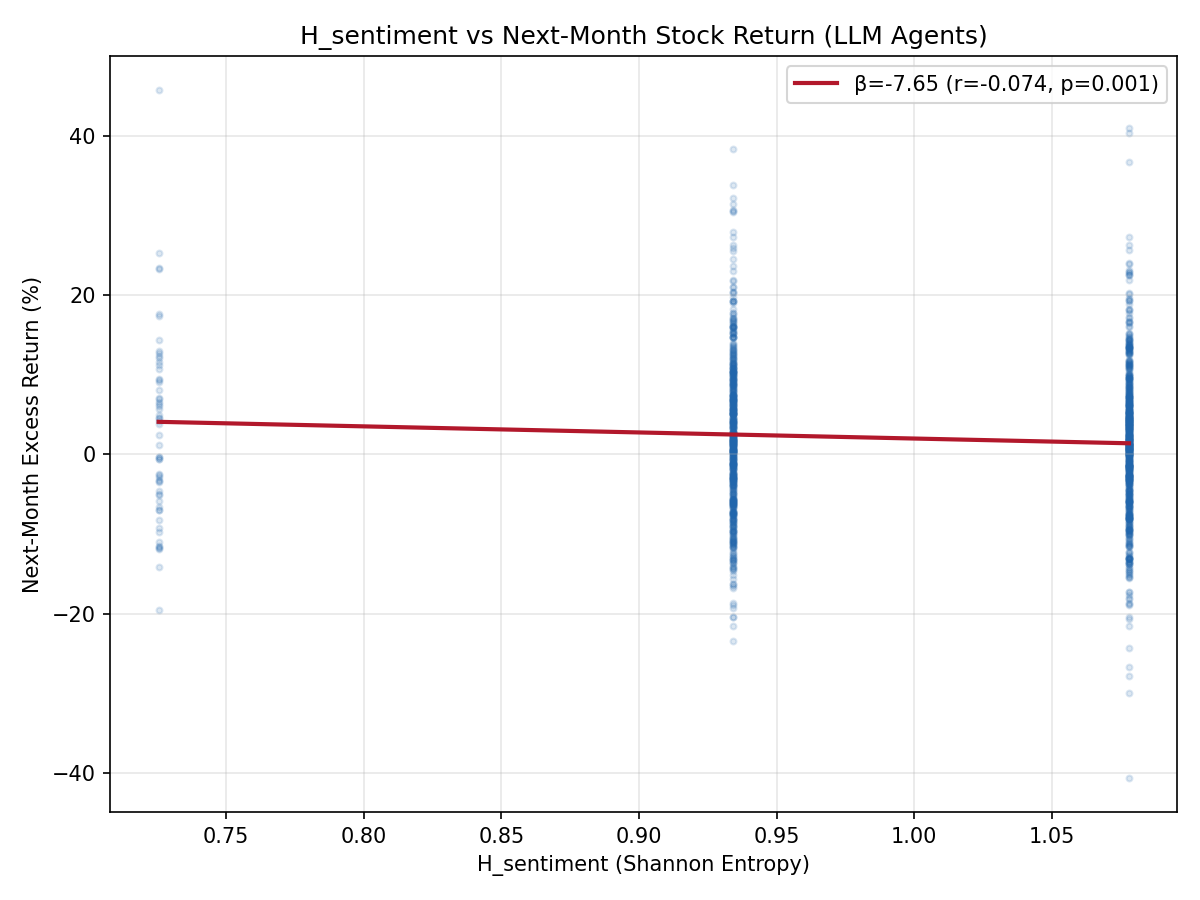 H_sentiment vs Next-Month Stock Return (LLM Agents)
β=-7.65 (r=-0.074, p=0.001)
Next-Month Excess Return (%)
40
20
0
−20
−40
0.75 0.80 0.85 0.90 0.95 1.00 1.05
H_sentiment (Shannon Entropy)